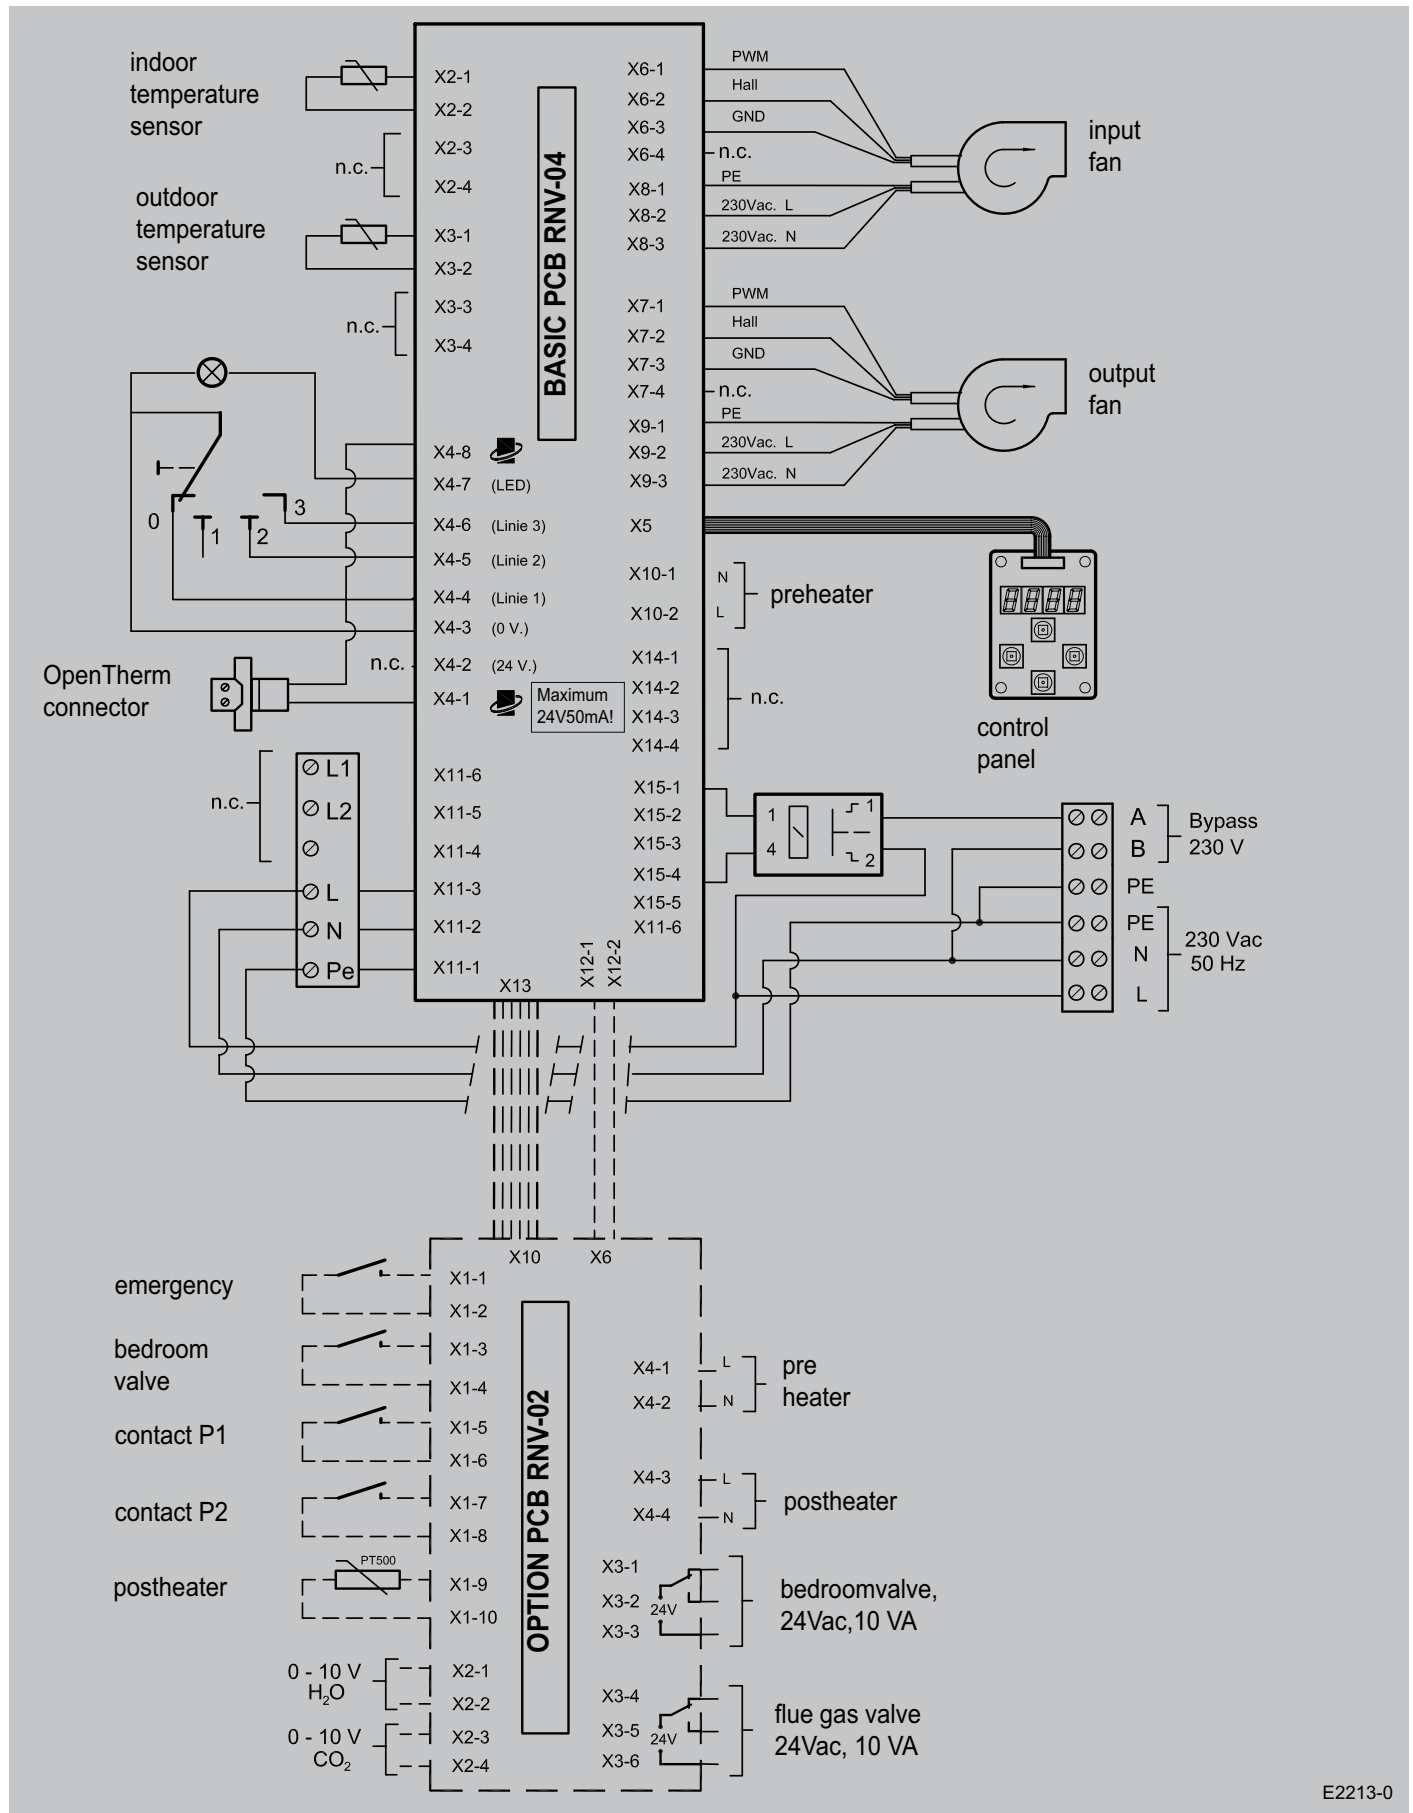 indoor
temperature
sensor
X2-1
X2-2
n.c.
X2-3
X2-4
outdoor
temperature
sensor
X3-1
X3-2
n.c.
X3-3
X3-4
BASIC PCB RNV-04
X6-1
PWM
X6-2
Hall
X6-3
GND
X6-4
n.c.
X8-1
PE
X8-2
230Vac. L
X8-3
230Vac. N
input
fan
X7-1
PWM
X7-2
Hall
X7-3
GND
X7-4
n.c.
X9-1
PE
X9-2
230Vac. L
X9-3
230Vac. N
output
fan
0
1
2
3
X4-8
X4-7 (LED)
X4-6 (Linie 3)
X4-5 (Linie 2)
X4-4 (Linie 1)
X4-3 (0 V.)
n.c. X4-2 (24 V.)
X4-1
Maximum
24V50mA!
OpenTherm
connector
X5
8888
control
panel
X10-1 N
X10-2 L
preheater
X14-1
X14-2
X14-3
X14-4
n.c.
n.c.
L1
L2
L
N
Pe
X11-6
X11-5
X11-4
X11-3
X11-2
X11-1
X15-1
X15-2
X15-3
X15-4
X15-5
X11-6
1
4
1
2
A
B
Bypass
230 V
PE
PE
N
L
230 Vac
50 Hz
X13
X12-1
X12-2
X10
X6
emergency
X1-1
X1-2
bedroom
valve
X1-3
X1-4
contact P1
X1-5
X1-6
contact P2
X1-7
X1-8
postheater
PT500
X1-9
X1-10
0 - 10 V
H2O
X2-1
X2-2
0 - 10 V
CO2
X2-3
X2-4
OPTION PCB RNV-02
X4-1 L
X4-2 N
pre
heater
X4-3 L
X4-4 N
postheater
X3-1
X3-2
24V
X3-3
bedroomvalve,
24Vac,10 VA
X3-4
X3-5
24V
X3-6
flue gas valve
24Vac, 10 VA
E2213-0